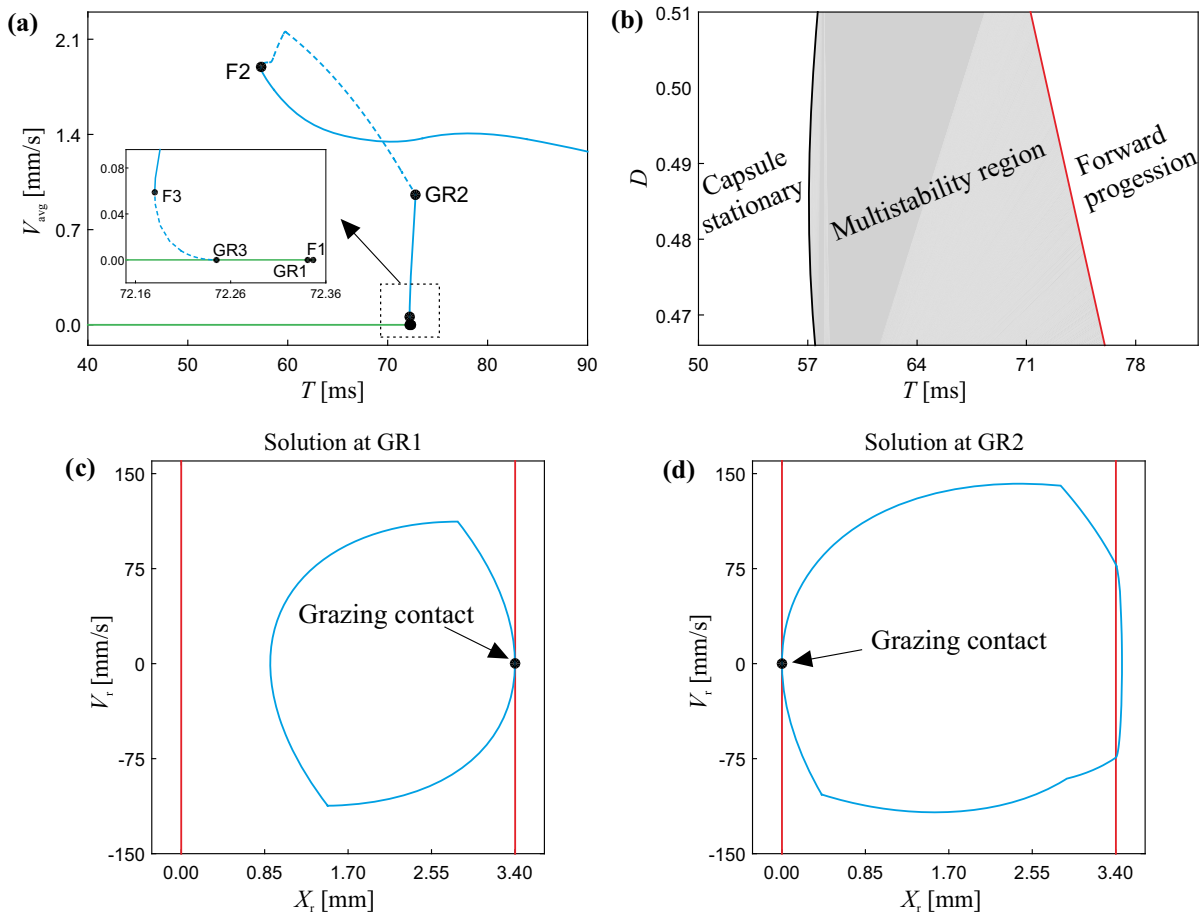 (a)
2.1
1.4
0.7
0.0
V_avg [mm/s]
F2
GR2
0.08
0.04
0.00
F3
GR3
F1
GR1
72.16
72.26
72.36
40
50
60
70
80
90
T [ms]
(b)
0.51
0.50
0.49
0.48
0.47
D
Capsule
stationary
Multistability region
Forward
progession
50
57
64
71
78
T [ms]
Solution at GR1
(c)
150
75
0
-75
-150
V_r [mm/s]
Grazing contact
0.00
0.85
1.70
2.55
3.40
X_r [mm]
Solution at GR2
(d)
150
75
0
-75
-150
V_r [mm/s]
Grazing contact
0.00
0.85
1.70
2.55
3.40
X_r [mm]